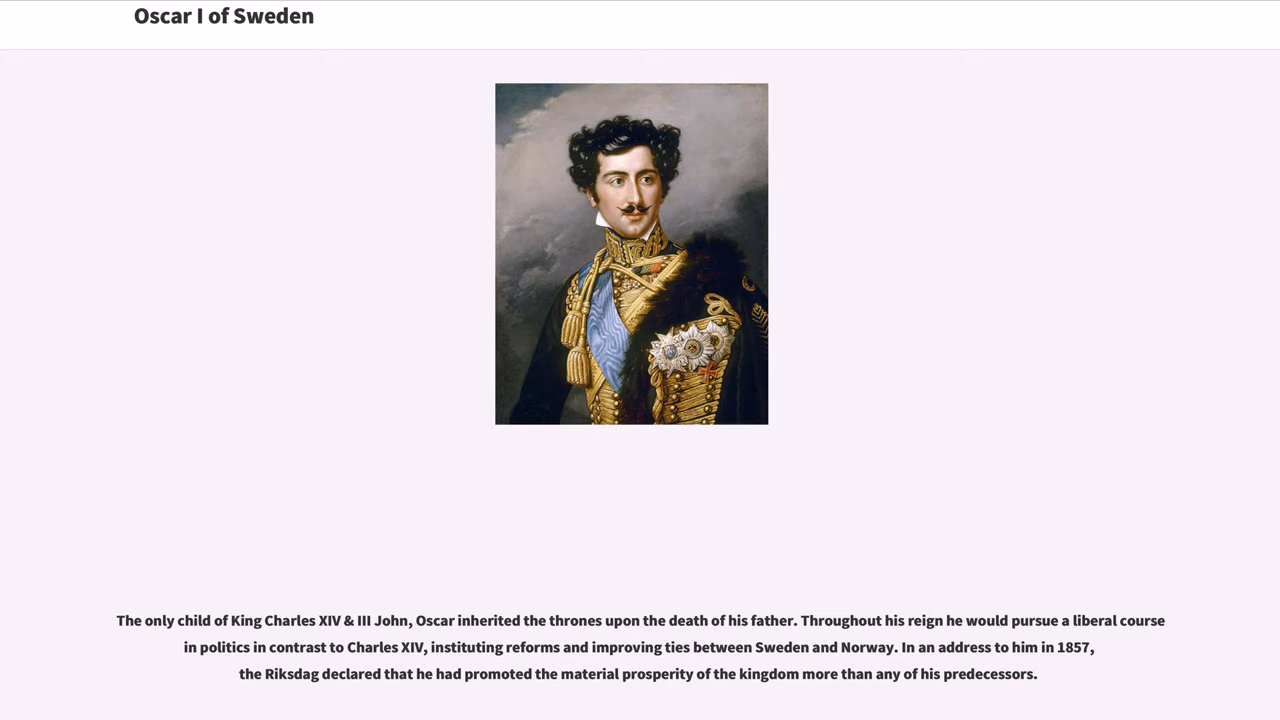 Oscar I of Sweden
The only child of King Charles XIV & III John, Oscar inherited the thrones upon the death of his father. Throughout his reign he would pursue a liberal course
in politics in contrast to Charles XIV, instituting reforms and improving ties between Sweden and Norway. In an address to him in 1857,
the Riksdag declared that he had promoted the material prosperity of the kingdom more than any of his predecessors.